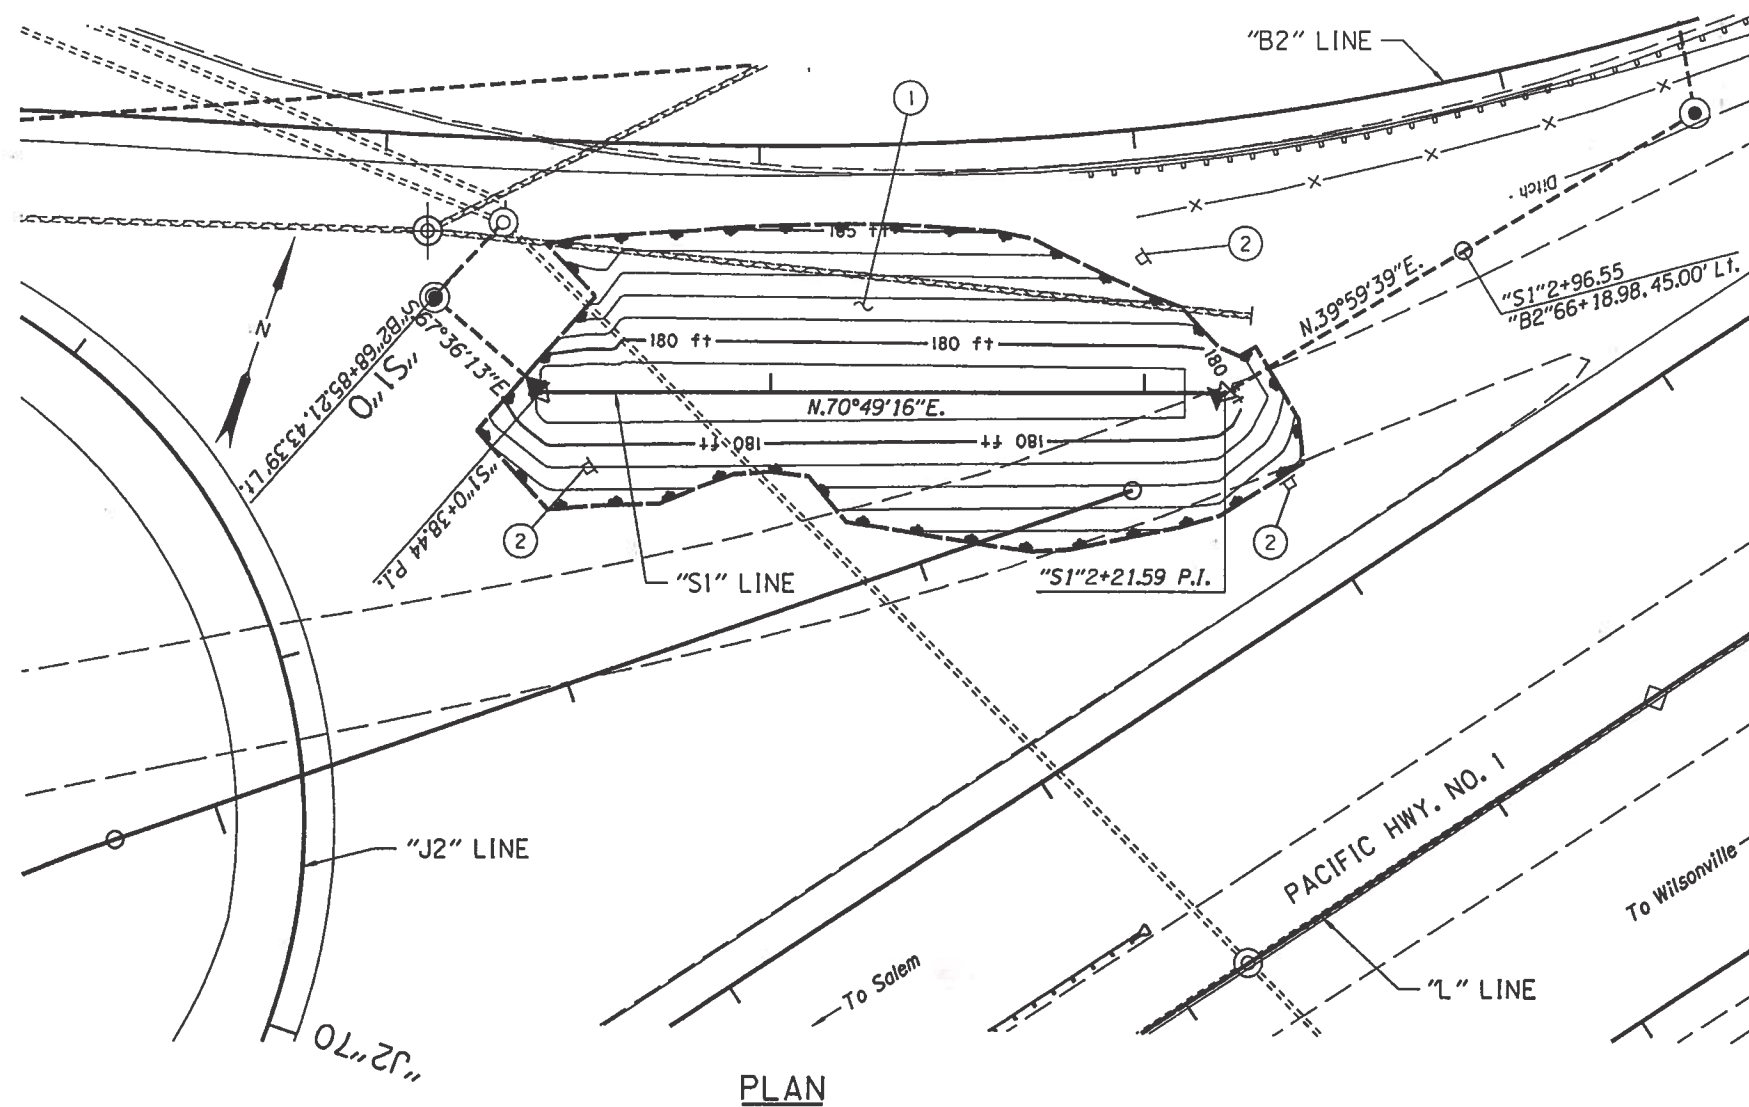 "B2" LINE
1
185 ft
2
Ditch
N.39°59'39"E.
"S1"2+96.55
"B2"66+18.98, 45.00' Lt.
N
S.67°36'13"E.
"B2"68+85.21, 43.39' Lt.
"S1"0
180 ft
180 ft
180
N.70°49'16"E.
180 ft
180 ft
"S1"0+38.44 P.I.
2
2
"S1" LINE
"S1"2+21.59 P.I.
"J2" LINE
PACIFIC HWY. NO. 1
To Wilsonville
To Salem
"L" LINE
"J2"70
PLAN